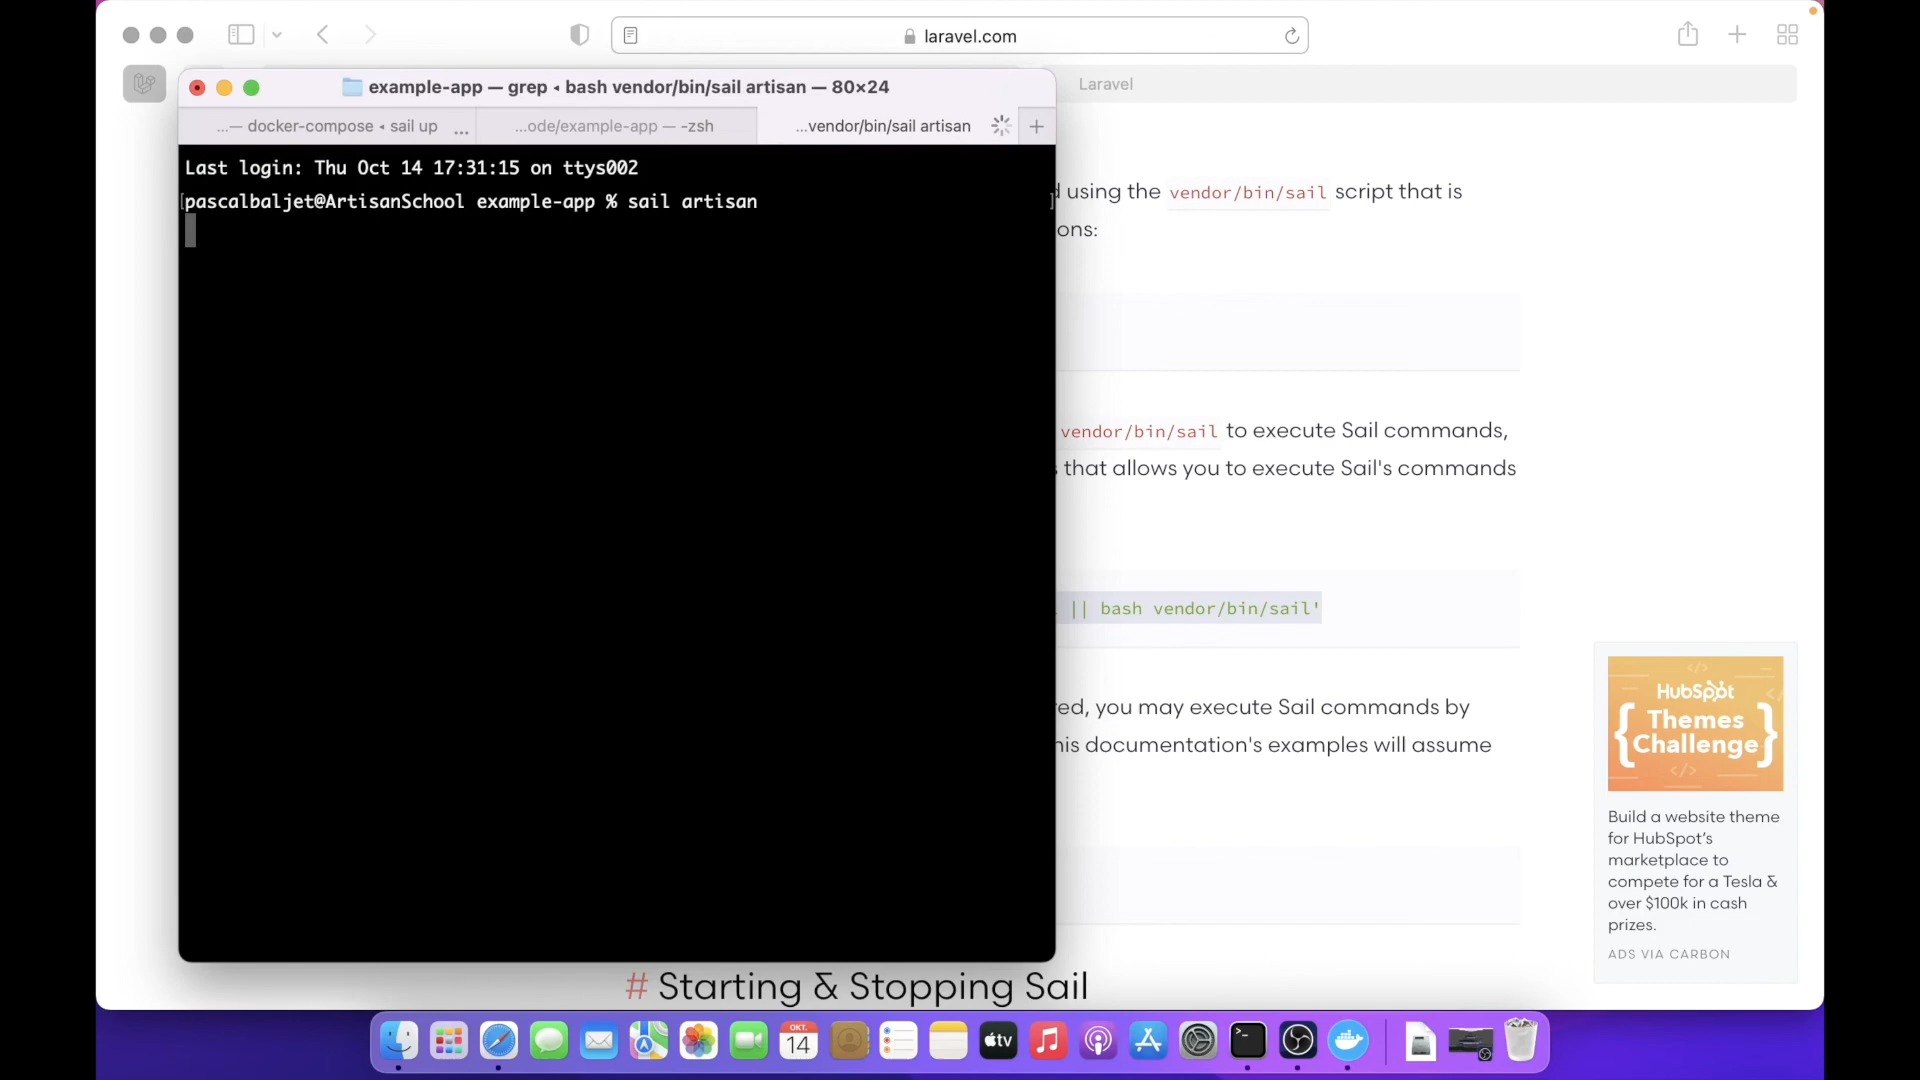 laravel.com
Laravel
example-app — grep ◂ bash vendor/bin/sail artisan — 80×24
...— docker-compose ◂ sail up ...
...ode/example-app — -zsh
...vendor/bin/sail artisan
Last login: Thu Oct 14 17:31:15 on ttys002
[pascalbaljet@ArtisanSchool example-app % sail artisan ]
using the vendor/bin/sail script that is
ons:
vendor/bin/sail to execute Sail commands,
that allows you to execute Sail's commands
|| bash vendor/bin/sail'
ed, you may execute Sail commands by
his documentation's examples will assume
# Starting & Stopping Sail
HubSpot
{ Themes
Challenge }
</>
Build a website theme
for HubSpot's
marketplace to
compete for a Tesla &
over $100k in cash
prizes.
ADS VIA CARBON
OKT.
14
tv